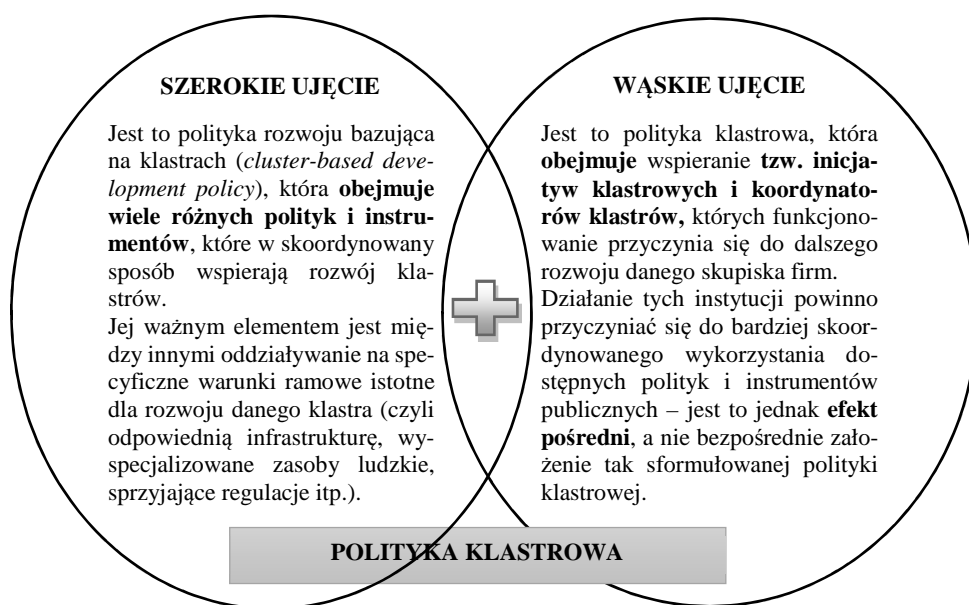 SZEROKIE UJĘCIE
Jest to polityka rozwoju bazująca
na klastrach (cluster-based deve-
lopment policy), która obejmuje
wiele różnych polityk i instru-
mentów, które w skoordynowany
sposób wspierają rozwój kla-
strów.
Jej ważnym elementem jest mię-
dzy innymi oddziaływanie na spe-
cyficzne warunki ramowe istotne
dla rozwoju danego klastra (czyli
odpowiednią infrastrukturę, wy-
specjalizowane zasoby ludzkie,
sprzyjające regulacje itp.).
WĄSKIE UJĘCIE
Jest to polityka klastrowa, która
obejmuje wspieranie tzw. inicja-
tyw klastrowych i koordynato-
rów klastrów, których funkcjono-
wanie przyczynia się do dalszego
rozwoju danego skupiska firm.
Działanie tych instytucji powinno
przyczyniać się do bardziej skoor-
dynowanego wykorzystania do-
stępnych polityk i instrumentów
publicznych – jest to jednak efekt
pośredni, a nie bezpośrednie zało-
żenie tak sformułowanej polityki
klastrowej.
POLITYKA KLASTROWA